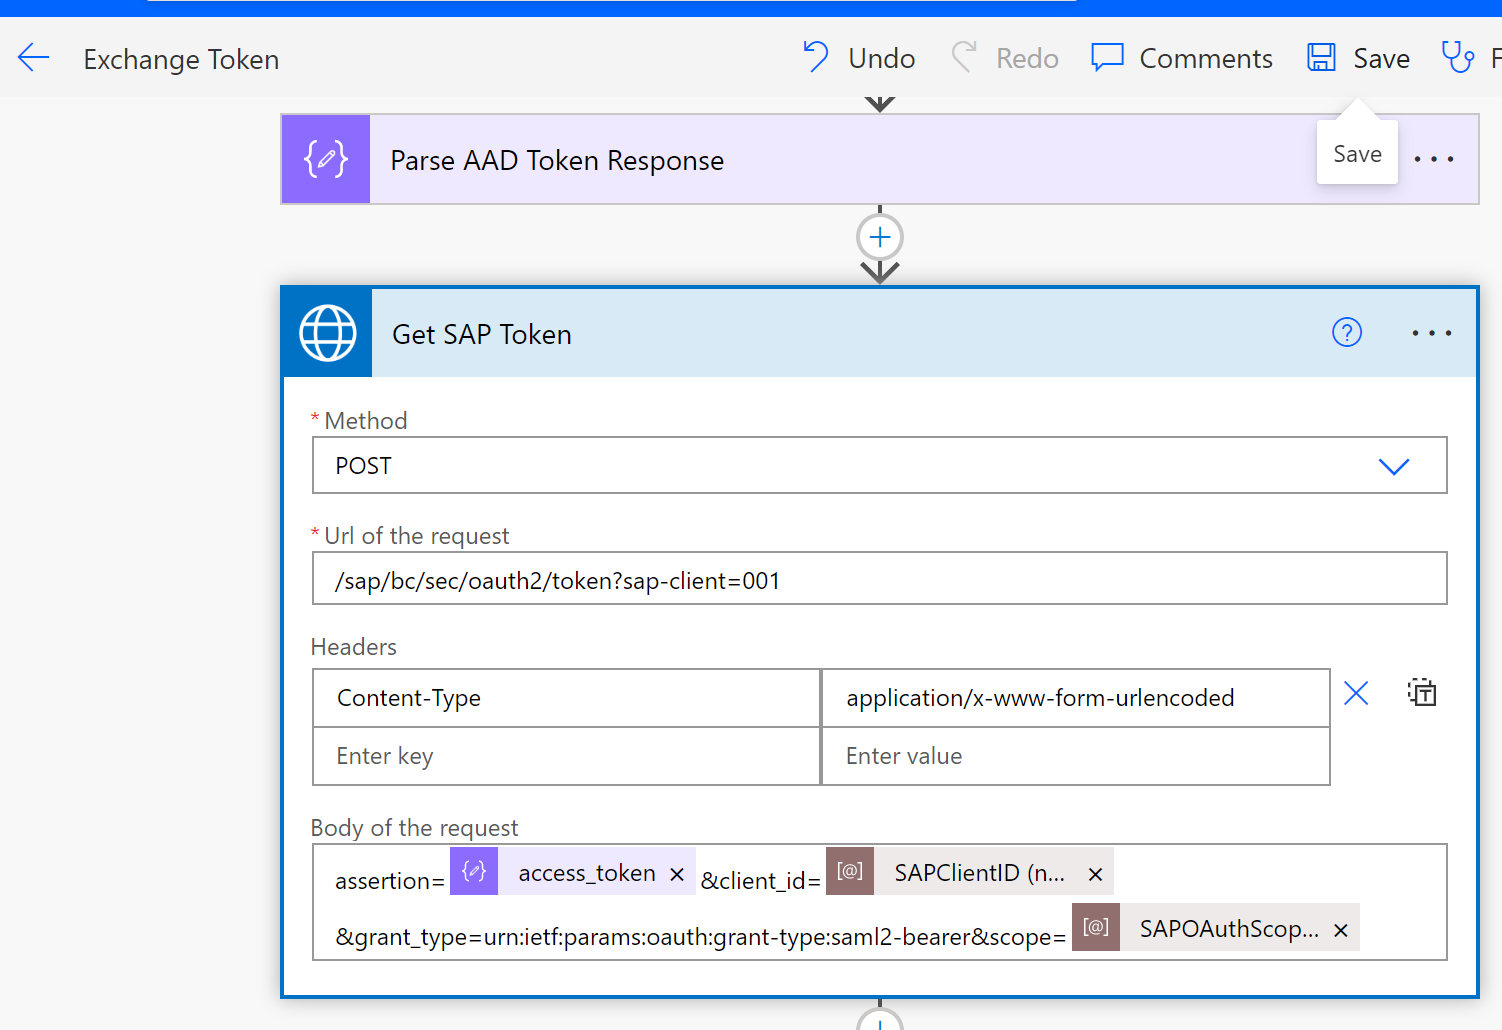 Exchange Token
Undo
Redo
Comments
Save
Save
Parse AAD Token Response
Get SAP Token
?
* Method
POST
* Url of the request
/sap/bc/sec/oauth2/token?sap-client=001
Headers
Content-Type
application/x-www-form-urlencoded
Enter key
Enter value
Body of the request
assertion= access_token × &client_id= [@] SAPClientID (n... ×
&grant_type=urn:ietf:params:oauth:grant-type:saml2-bearer&scope= [@] SAPOAuthScop... ×